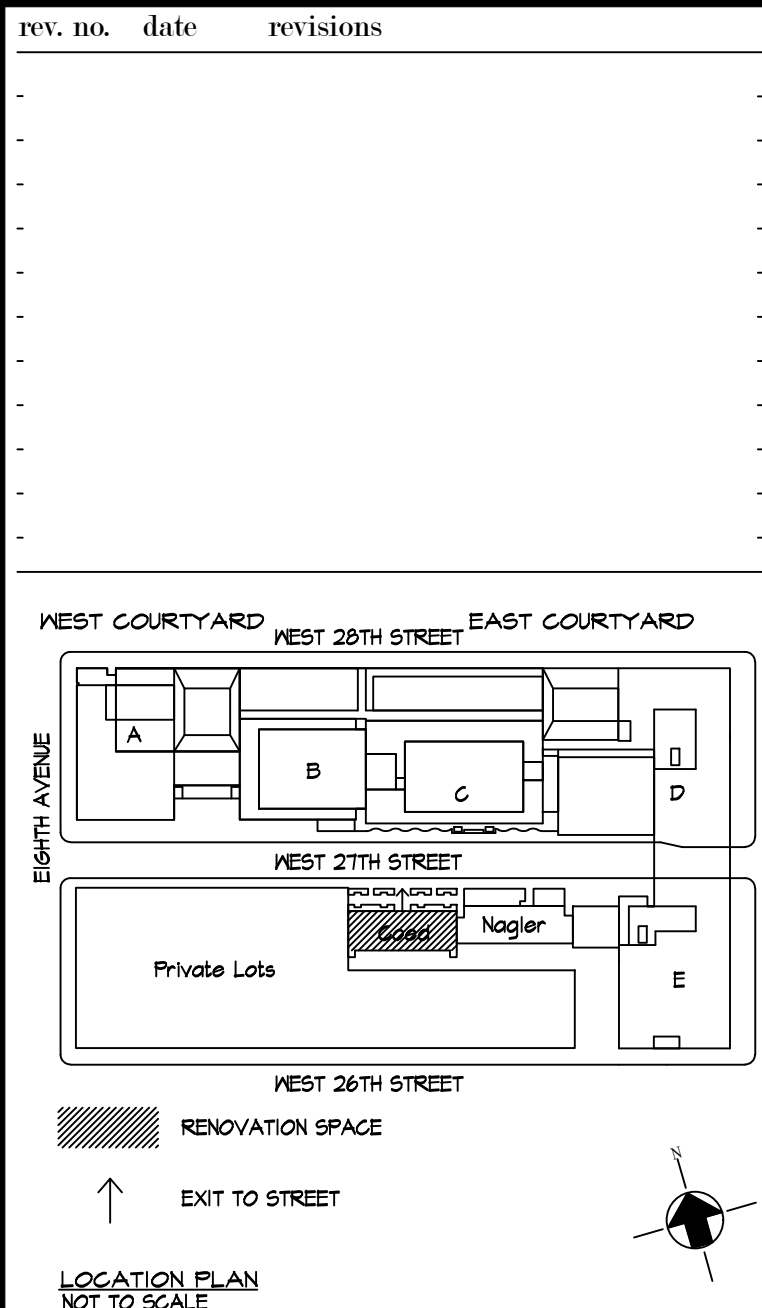 rev. no. date revisions
WEST COURTYARD EAST COURTYARD
WEST 28TH STREET
EIGHTH AVENUE
A
B
C
D
WEST 27TH STREET
Coed
Nagler
Private Lots
E
WEST 26TH STREET
RENOVATION SPACE
EXIT TO STREET
N
LOCATION PLAN
NOT TO SCALE